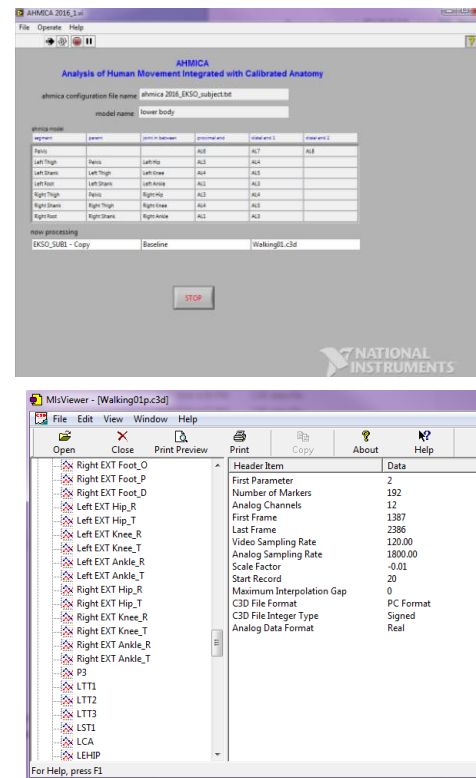 AHMICA 2016_1.vi
File Operate Help
AHMICA
Analysis of Human Movement Integrated with Calibrated Anatomy
ahmica configuration file name ahmica 2016_EKSO_subject.txt
model name lower body
ahmica model
segment parent joint in between proximal end distal end 1 distal end 2
Pelvis AL6 AL7 AL8
Left Thigh Pelvis Left Hip AL3 AL4
Left Shank Left Thigh Left Knee AL4 AL5
Left Foot Left Shank Left Ankle AL1 AL3
Right Thigh Pelvis Right Hip AL3 AL4
Right Shank Right Thigh Right Knee AL4 AL5
Right Foot Right Shank Right Ankle AL1 AL3
now processing
EKSO_SUB1 - Copy Baseline Walking01.c3d
STOP
NATIONAL
INSTRUMENTS
MlsViewer - [Walking01p.c3d]
File Edit View Window Help
Open Close Print Preview Print Copy About Help
Right EXT Foot_O
Right EXT Foot_P
Right EXT Foot_D
Left EXT Hip_R
Left EXT Hip_T
Left EXT Knee_R
Left EXT Knee_T
Left EXT Ankle_R
Left EXT Ankle_T
Right EXT Hip_R
Right EXT Hip_T
Right EXT Knee_R
Right EXT Knee_T
Right EXT Ankle_R
Right EXT Ankle_T
P3
LTT1
LTT2
LTT3
LST1
LCA
LEHIP
Header Item Data
First Parameter 2
Number of Markers 192
Analog Channels 12
First Frame 1387
Last Frame 2386
Video Sampling Rate 120.00
Analog Sampling Rate 1800.00
Scale Factor -0.01
Start Record 20
Maximum Interpolation Gap 0
C3D File Format PC Format
C3D File Integer Type Signed
Analog Data Format Real
For Help, press F1